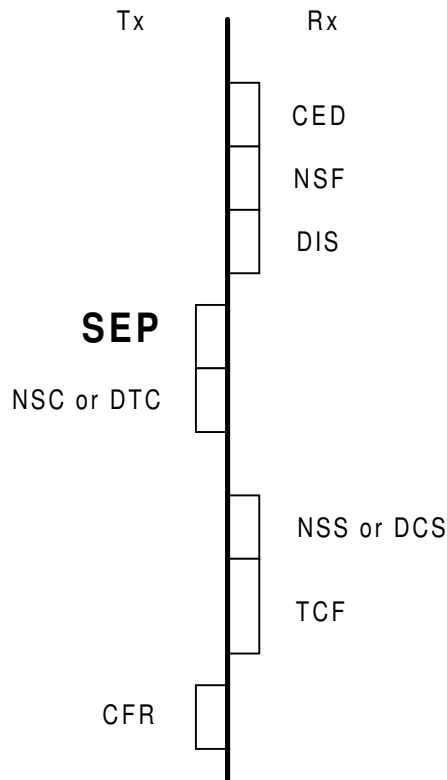 Tx Rx
CED
NSF
DIS
SEP
NSC or DTC
NSS or DCS
TCF
CFR